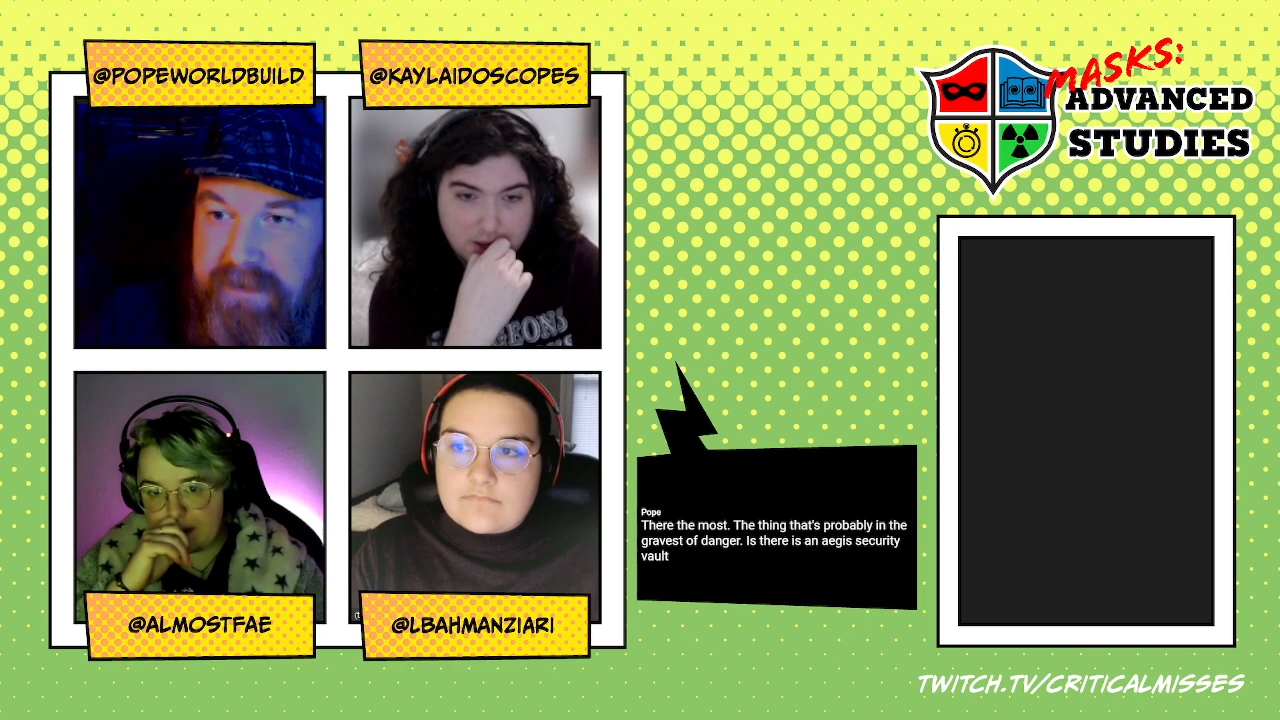 @POPEWORLDBUILD
@KAYLAIDOSCOPES
MASKS:
ADVANCED
STUDIES
Pope
There the most. The thing that's probably in the
gravest of danger. Is there is an aegis security
vault
@ALMOSTFAE
@LBAHMANZIARI
TWITCH.TV/CRITICALMISSES